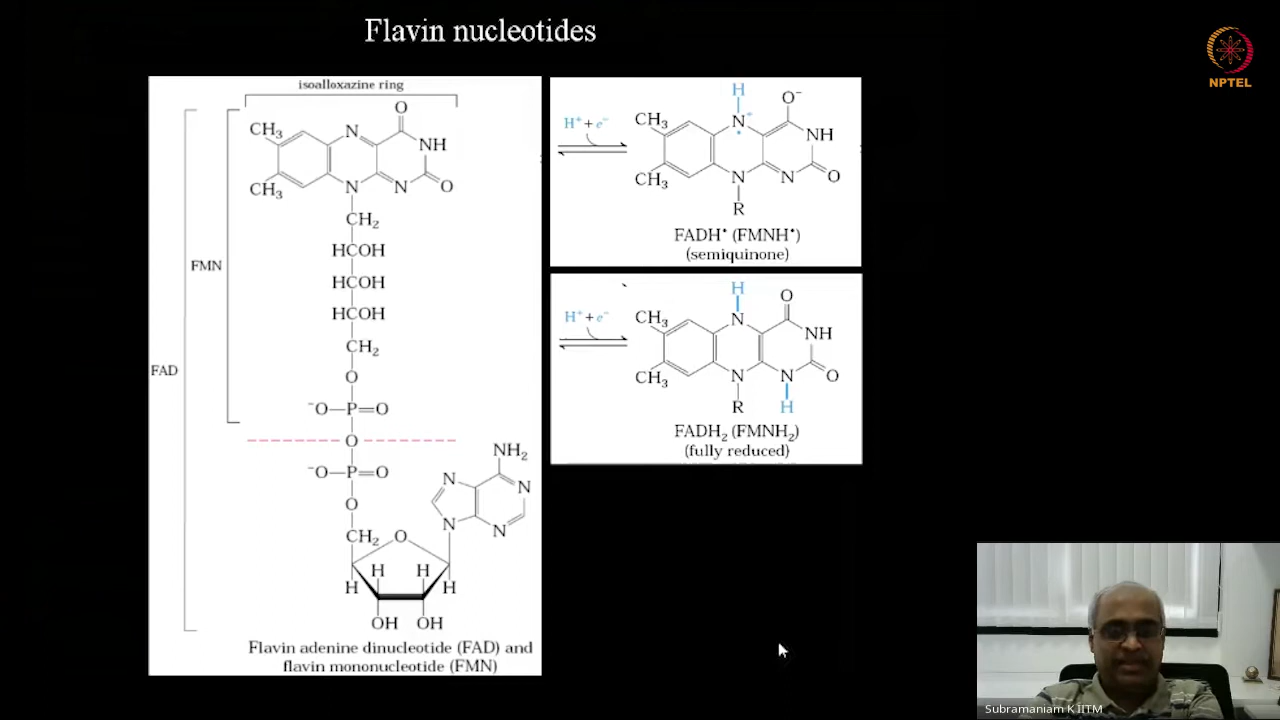 Flavin nucleotides
NPTEL
isoalloxazine ring
O
CH3
N
NH
CH3
N
N
O
CH2
HCOH
HCOH
HCOH
CH2
O
-O—P=O
O
-O—P=O
O
CH2
O
NH2
N
N
N
N
H
H
H
H
OH
OH
FMN
FAD
Flavin adenine dinucleotide (FAD) and
flavin mononucleotide (FMN)
H+ + e-
H
O-
CH3
N
NH
CH3
N
N
O
R
FADH• (FMNH•)
(semiquinone)
H+ + e-
H
O
CH3
N
NH
CH3
N
N
O
R
H
FADH2 (FMNH2)
(fully reduced)
Subramaniam K IITM